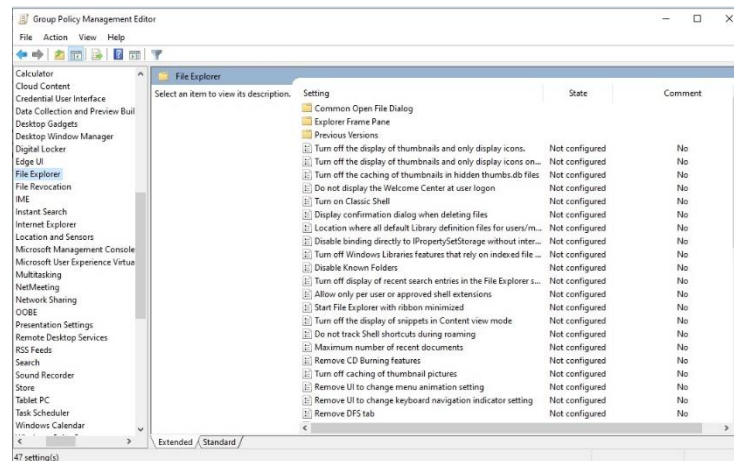 Group Policy Management Editor
File Action View Help
Calculator
Cloud Content
Credential User Interface
Data Collection and Preview Buil
Desktop Gadgets
Desktop Window Manager
Digital Locker
Edge UI
File Explorer
File Revocation
IME
Instant Search
Internet Explorer
Location and Sensors
Microsoft Management Console
Microsoft User Experience Virtua
Multitasking
NetMeeting
Network Sharing
OOBE
Presentation Settings
Remote Desktop Services
RSS Feeds
Search
Sound Recorder
Store
Tablet PC
Task Scheduler
Windows Calendar
File Explorer
Select an item to view its description.
Setting State Comment
Common Open File Dialog
Explorer Frame Pane
Previous Versions
Turn off the display of thumbnails and only display icons. Not configured No
Turn off the display of thumbnails and only display icons on... Not configured No
Turn off the caching of thumbnails in hidden thumbs.db files Not configured No
Do not display the Welcome Center at user logon Not configured No
Turn on Classic Shell Not configured No
Display confirmation dialog when deleting files Not configured No
Location where all default Library definition files for users/m... Not configured No
Disable binding directly to IPropertySetStorage without inter... Not configured No
Turn off Windows Libraries features that rely on indexed file ... Not configured No
Disable Known Folders Not configured No
Turn off display of recent search entries in the File Explorer s... Not configured No
Allow only per user or approved shell extensions Not configured No
Start File Explorer with ribbon minimized Not configured No
Turn off the display of snippets in Content view mode Not configured No
Do not track Shell shortcuts during roaming Not configured No
Maximum number of recent documents Not configured No
Remove CD Burning features Not configured No
Turn off caching of thumbnail pictures Not configured No
Remove UI to change menu animation setting Not configured No
Remove UI to change keyboard navigation indicator setting Not configured No
Remove DFS tab Not configured No
Extended Standard
47 setting(s)